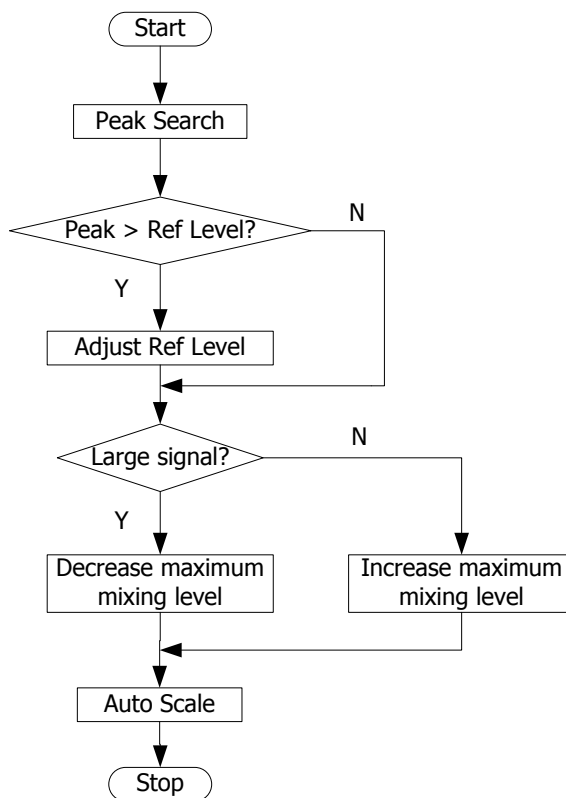 Start
Peak Search
Peak > Ref Level?
N
Y
Adjust Ref Level
Large signal?
N
Y
Decrease maximum
mixing level
Increase maximum
mixing level
Auto Scale
Stop